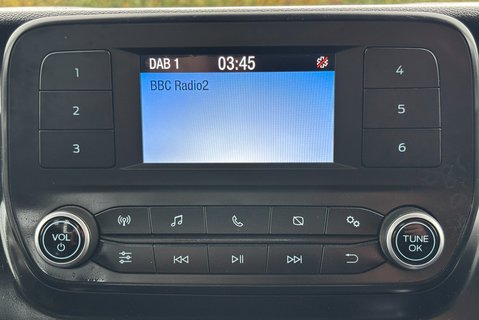 DAB 1 03:45
BBC Radio2
1
2
3
4
5
6
VOL
TUNE
OK